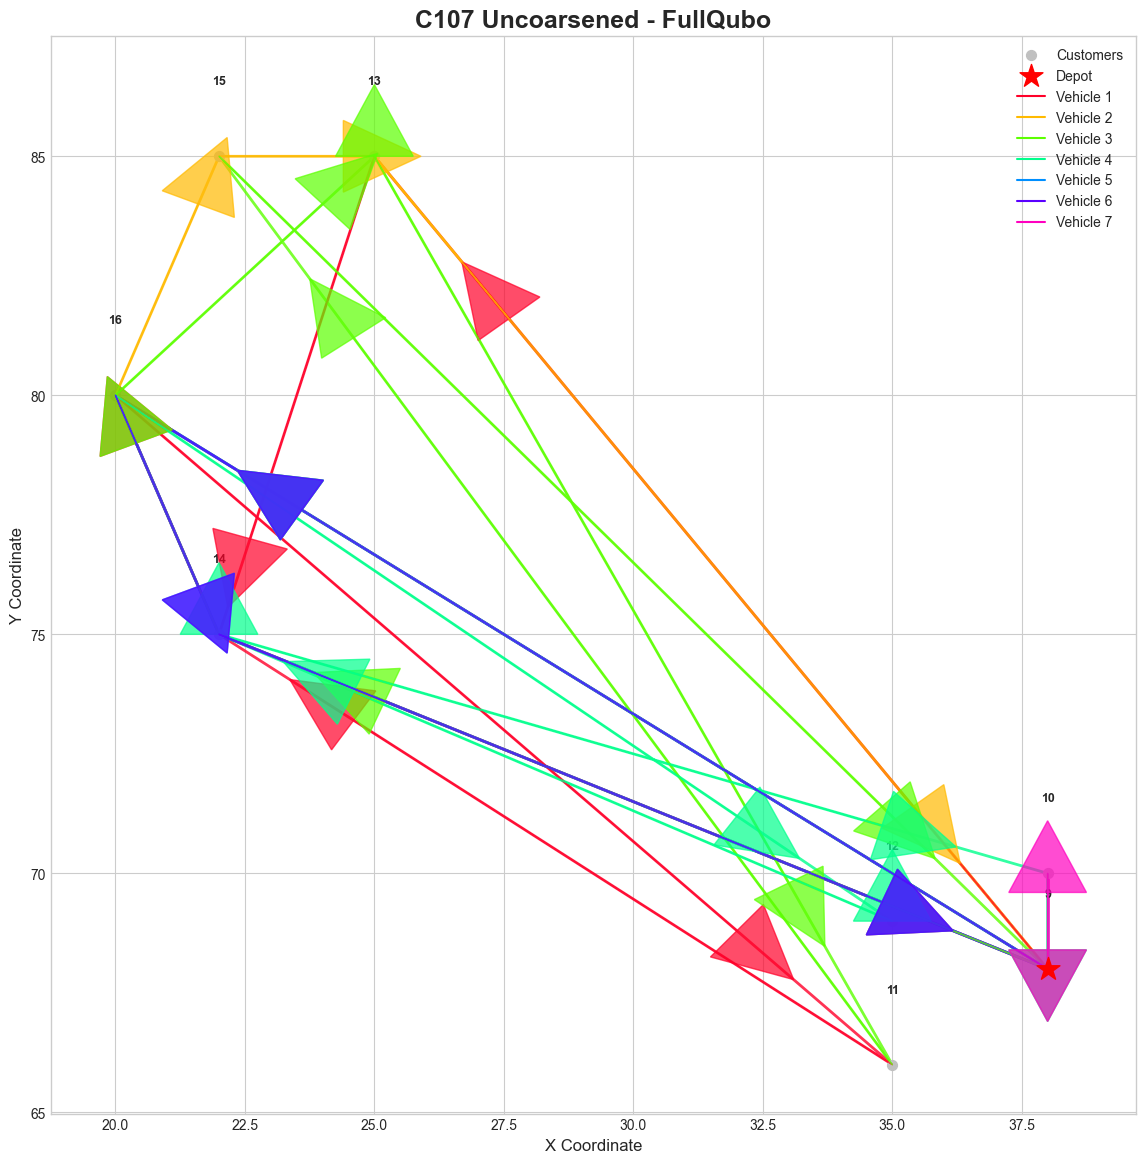 C107 Uncoarsened - FullQubo
Customers
Depot
Vehicle 1
Vehicle 2
Vehicle 3
Vehicle 4
Vehicle 5
Vehicle 6
Vehicle 7
15
13
16
14
10
12
9
11
85
80
75
70
65
Y Coordinate
20.0
22.5
25.0
27.5
30.0
32.5
35.0
37.5
X Coordinate